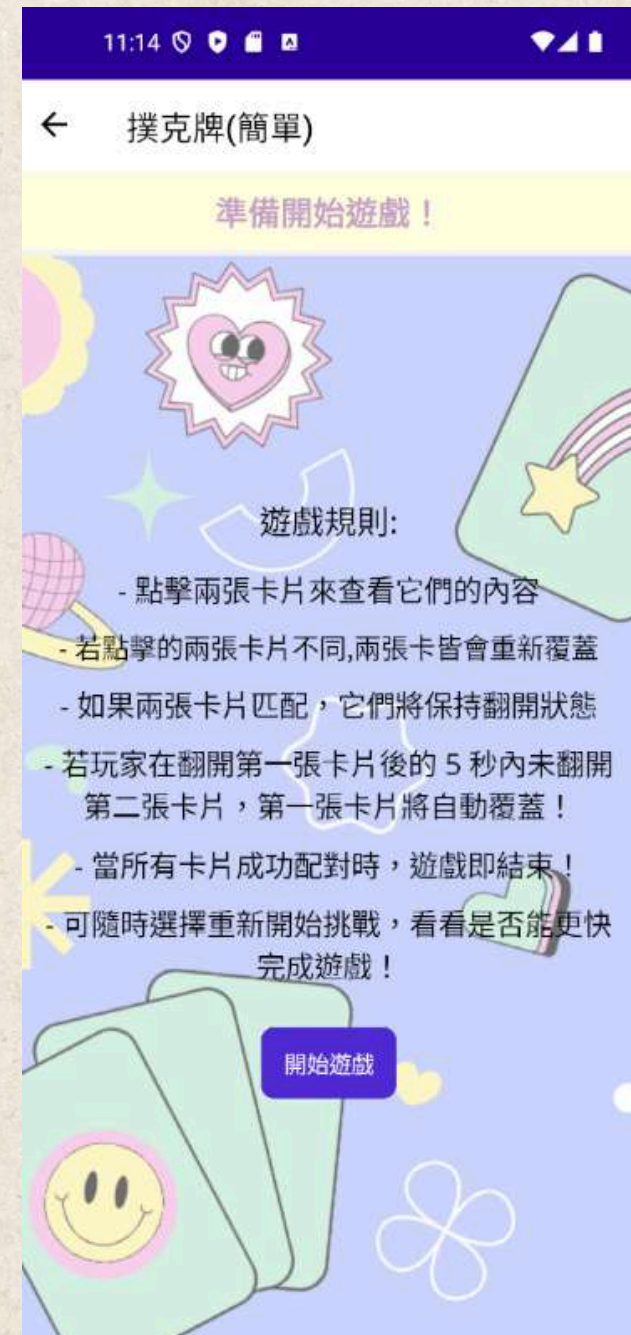 11:14
撲克牌(簡單)
準備開始遊戲！
遊戲規則:
- 點擊兩張卡片來查看它們的內容
- 若點擊的兩張卡片不同,兩張卡皆會重新覆蓋
- 如果兩張卡片匹配，它們將保持翻開狀態
- 若玩家在翻開第一張卡片後的 5 秒內未翻開
第二張卡片，第一張卡片將自動覆蓋！
- 當所有卡片成功配對時，遊戲即結束！
- 可隨時選擇重新開始挑戰，看看是否能更快
完成遊戲！
開始遊戲